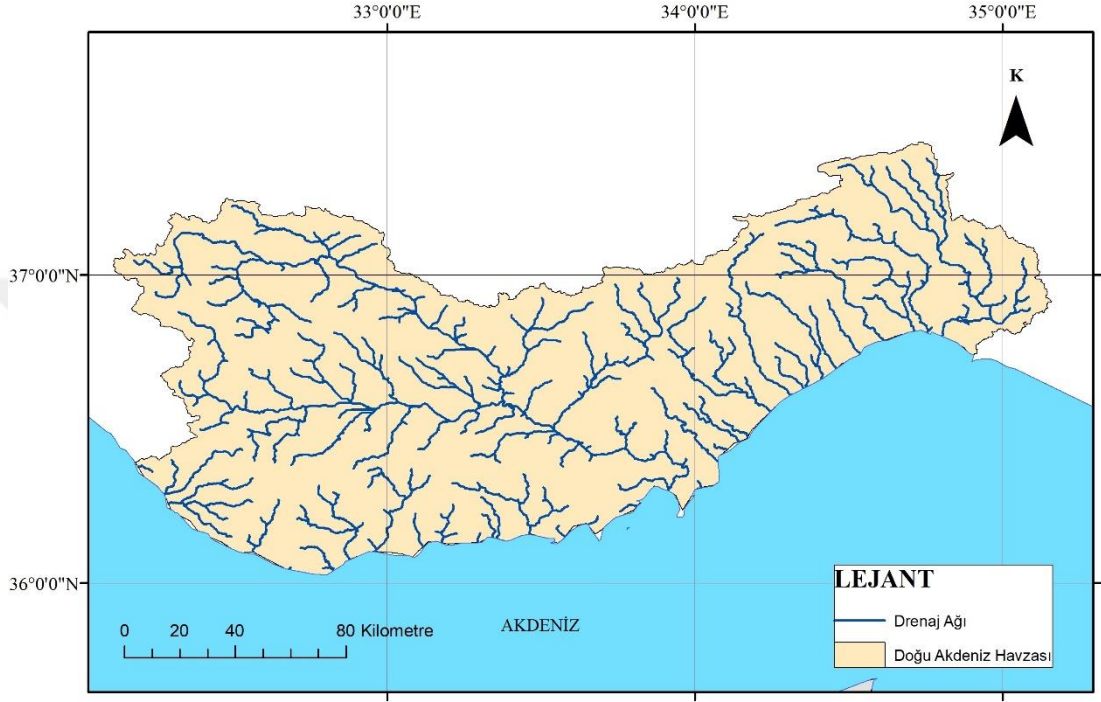 33°0'0"E 34°0'0"E 35°0'0"E
K
37°0'0"N
36°0'0"N
LEJANT
Drenaj Ağı
Doğu Akdeniz Havzası
0 20 40 80 Kilometre
AKDENİZ